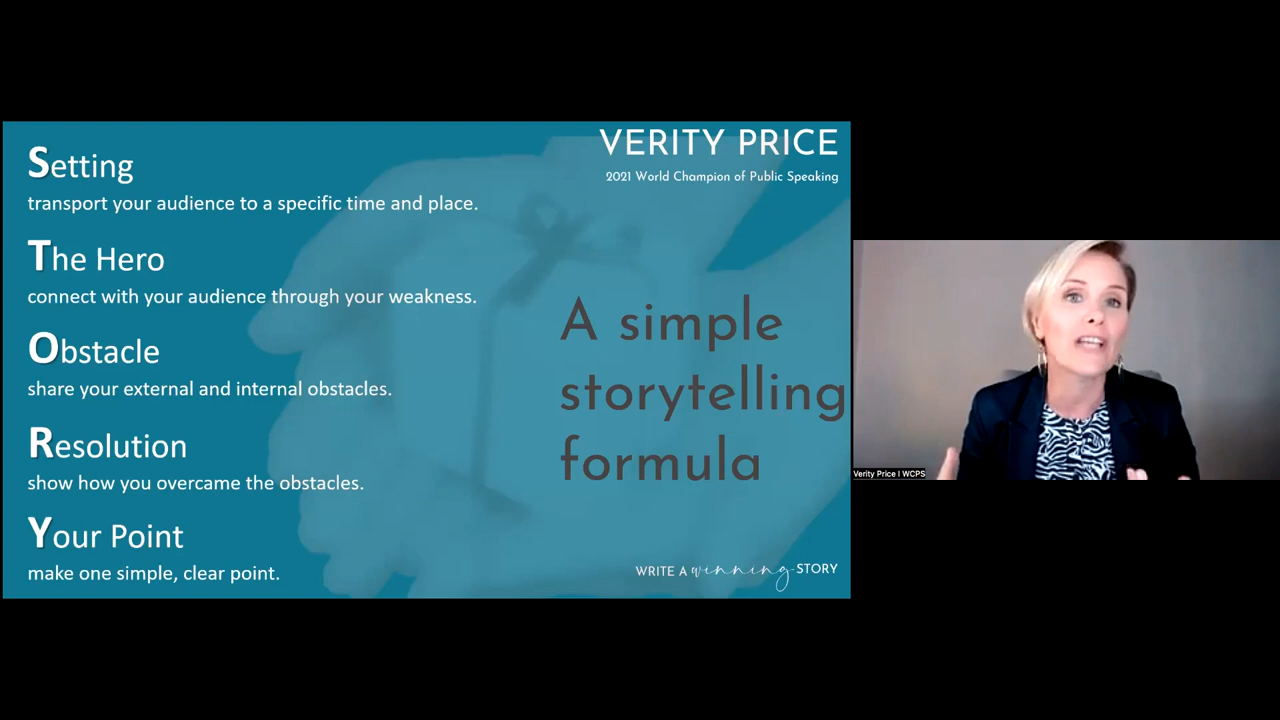 Setting
transport your audience to a specific time and place.
The Hero
connect with your audience through your weakness.
Obstacle
share your external and internal obstacles.
Resolution
show how you overcame the obstacles.
Your Point
make one simple, clear point.
VERITY PRICE
2021 World Champion of Public Speaking
A simple
storytelling
formula
WRITE A winning STORY
Verity Price I WCPS